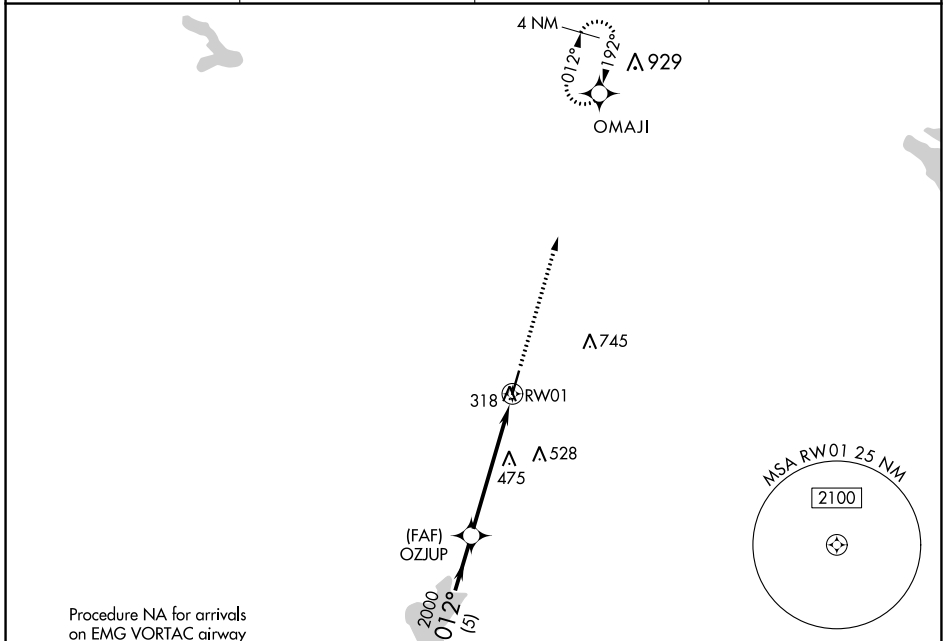 4 NM
012°
192°
929
OMAJI
745
318
RW01
528
475
(FAF)
OZJUP
2000
012°
(5)
MSA RW01 25 NM
2100
Procedure NA for arrivals
on EMG VORTAC airway